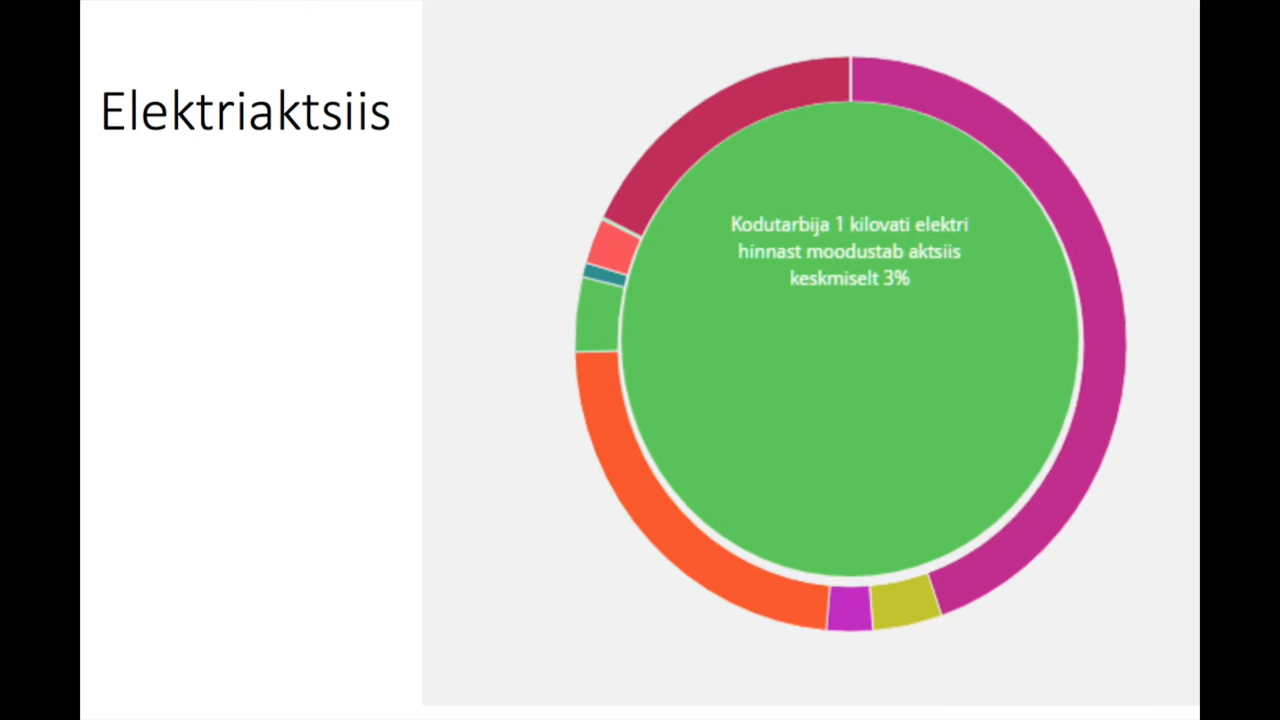 Elektriaktsiis
Kodutarbija 1 kilovati elektri
hinnast moodustab aktsiis
keskmiselt 3%